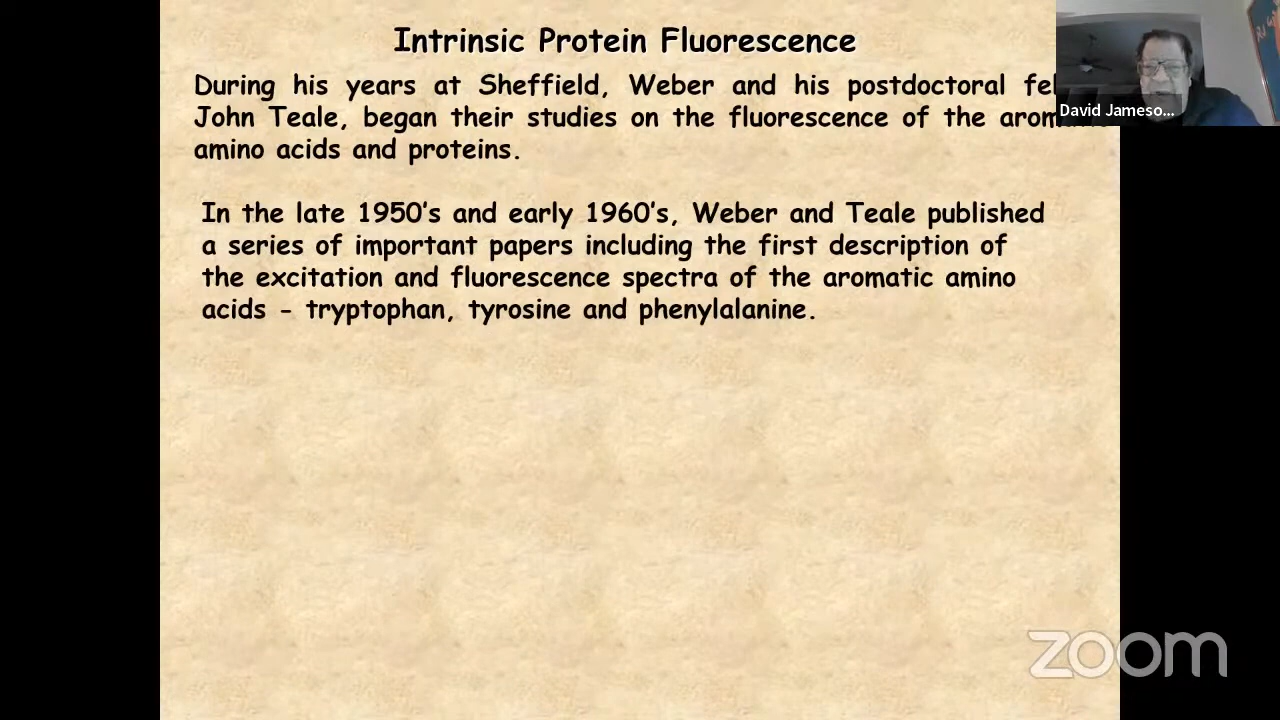 Intrinsic Protein Fluorescence
During his years at Sheffield, Weber and his postdoctoral
John Teale, began their studies on the fluorescence of the
amino acids and proteins.
In the late 1950's and early 1960's, Weber and Teale published
a series of important papers including the first description of
the excitation and fluorescence spectra of the aromatic amino
acids - tryptophan, tyrosine and phenylalanine.
David Jameso...
zoom